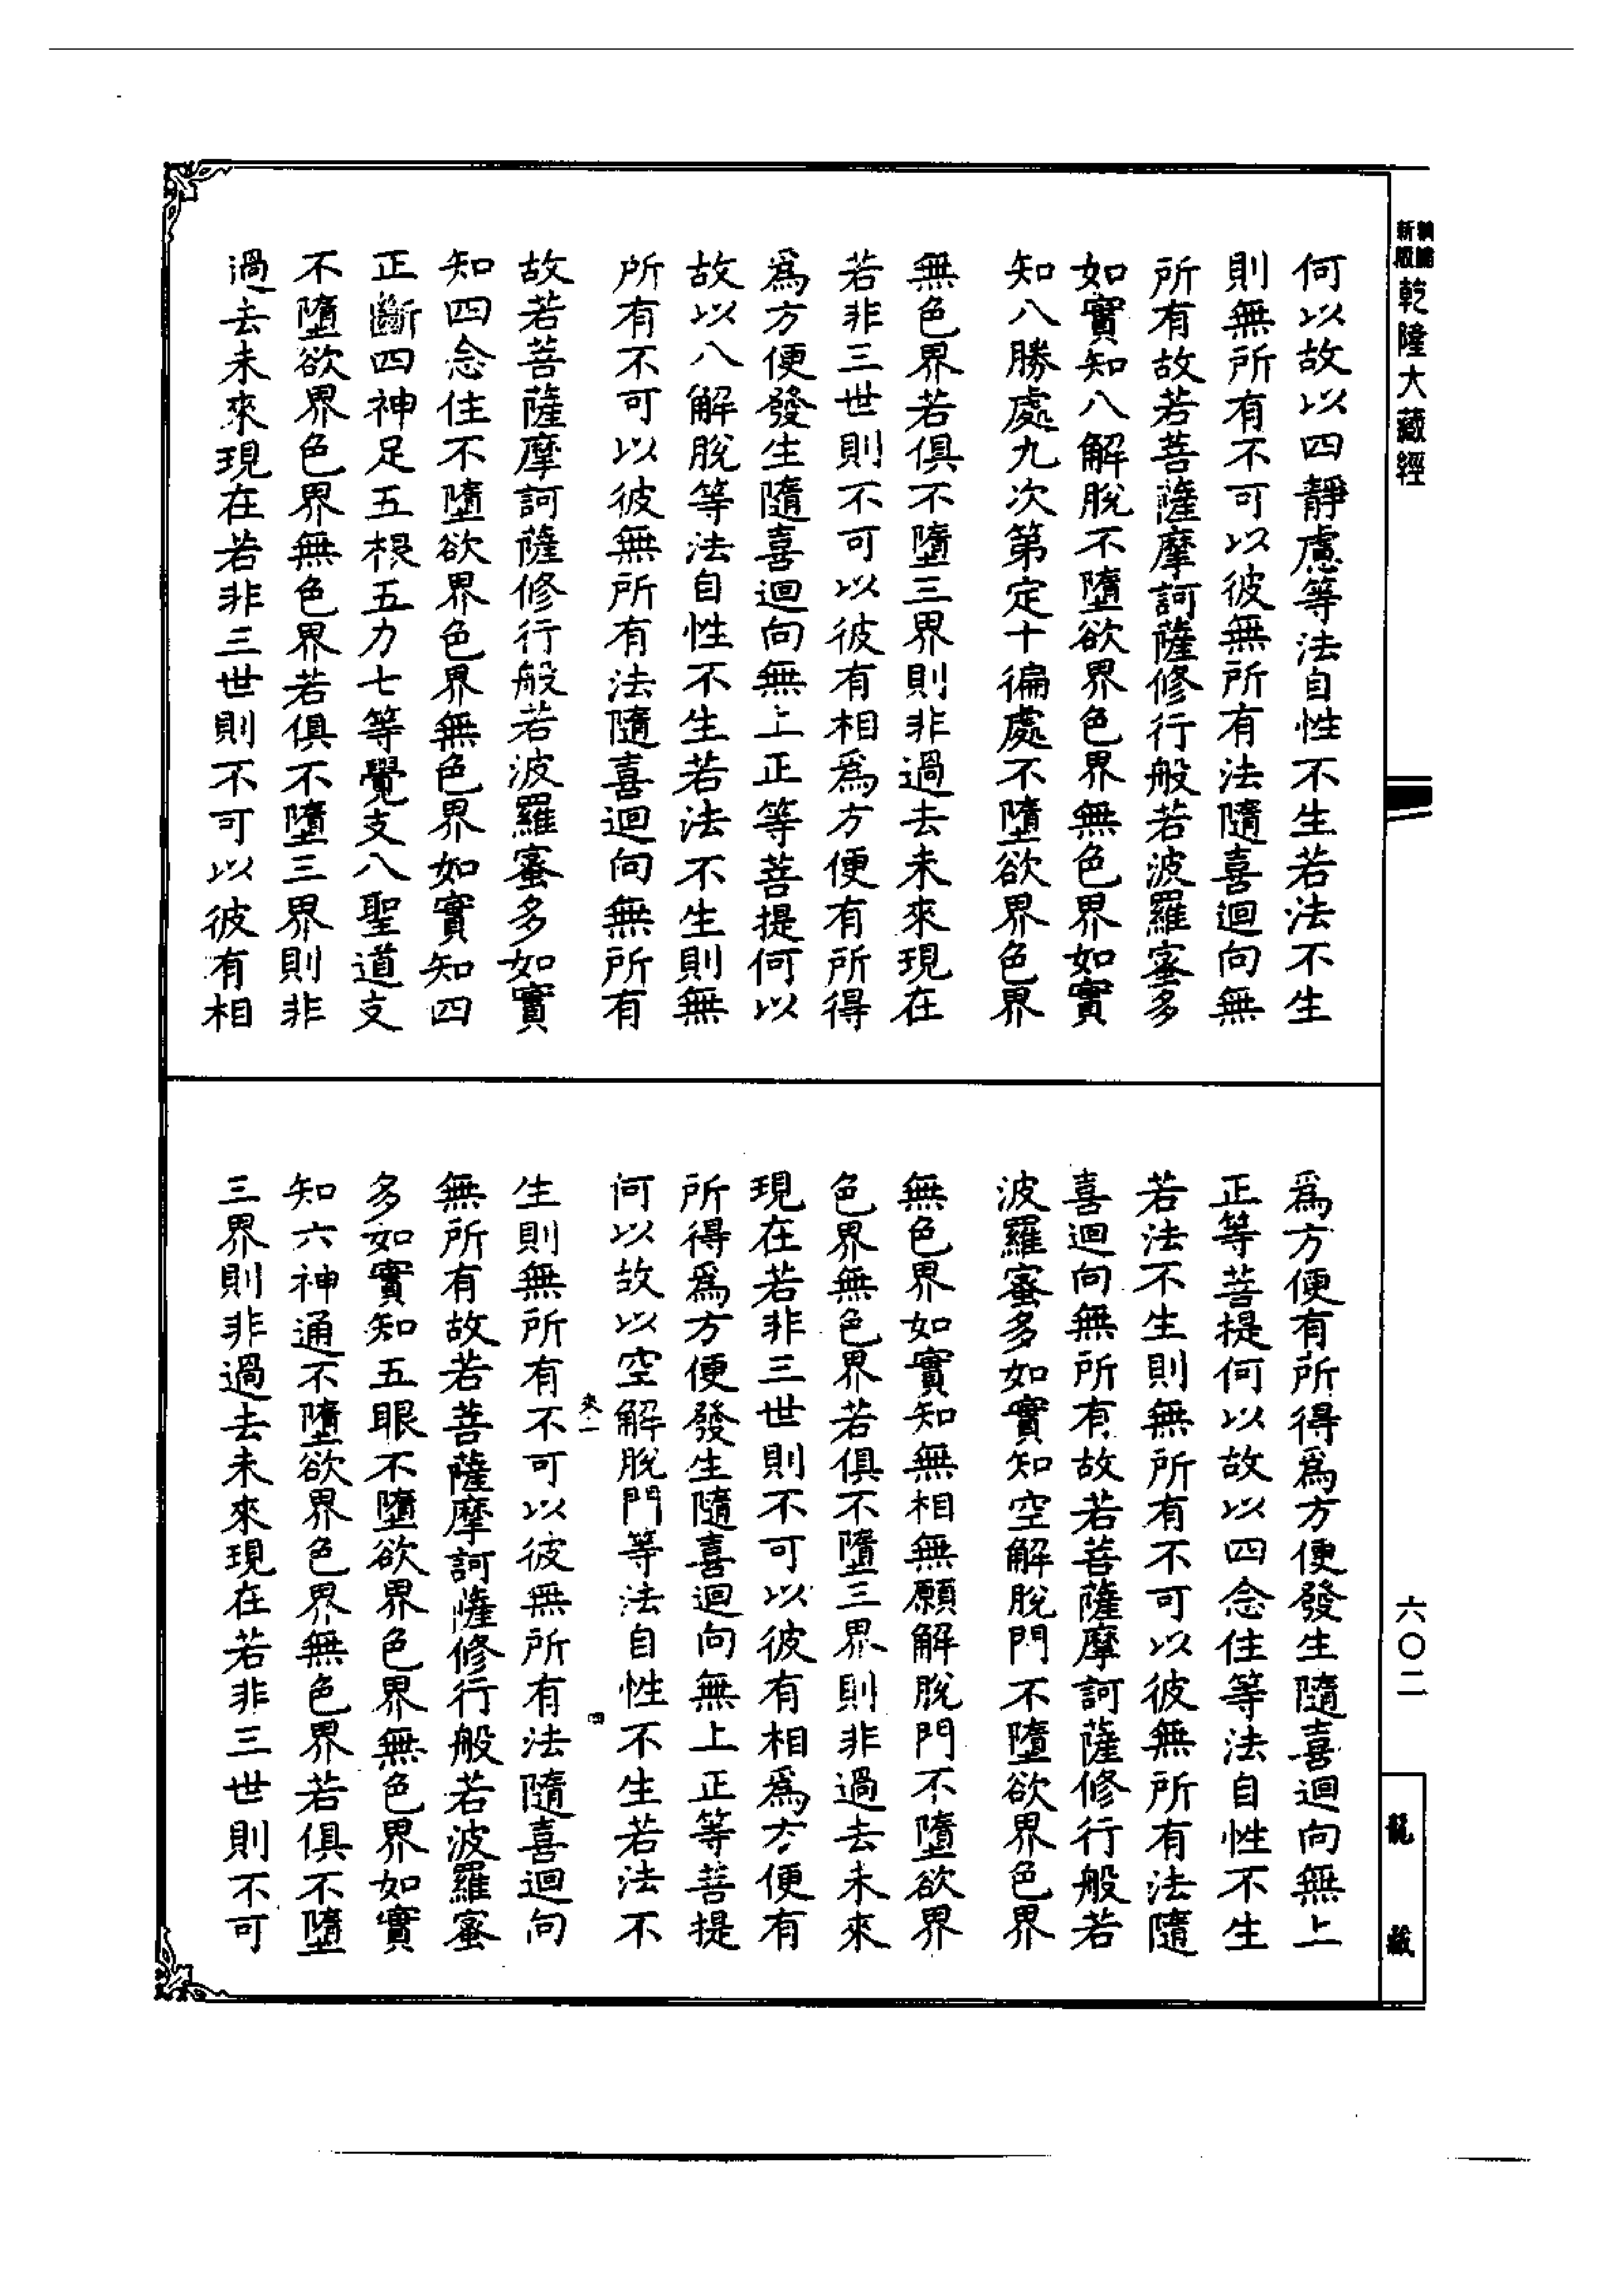 新版
乾隆大藏經
何以故以四靜慮等法自性不生若法不生
則無所有不可以彼無所有法隨喜迴向無
所有故若菩薩摩訶薩修行般若波羅蜜多
如實知八解脫不墮欲界色界無色界如實
知八勝處九次第定十徧處不墮欲界色界
無色界若俱不墮三界則非過去未來現在
若非三世則不可以彼有相爲方便有所得
爲方便發生隨喜迴向無上正等菩提何以
故以八解脫等法自性不生若法不生則無
所有不可以彼無所有法隨喜迴向無所有
故若菩薩摩訶薩修行般若波羅蜜多如實
知四念住不墮欲界色界無色界如實知四
正斷四神足五根五力七等覺支八聖道支
不墮欲界色界無色界若俱不墮三界則非
過去未來現在若非三世則不可以彼有相
爲方便有所得爲方便發生隨喜迴向無上
正等菩提何以故以四念住等法自性不生
若法不生則無所有不可以彼無所有法隨
喜迴向無所有故若菩薩摩訶薩修行般若
波羅蜜多如實知空解脫門不墮欲界色界
無色界如實知無相無願解脫門不墮欲界
色界無色界若俱不墮三界則非過去未來
現在若非三世則不可以彼有相爲方便有
所得爲方便發生隨喜迴向無上正等菩提
何以故以空解脫門等法自性不生若法不
生則無所有不可以彼無所有法隨喜迴向
無所有故若菩薩摩訶薩修行般若波羅蜜
多如實知五眼不墮欲界色界無色界如實
知六神通不墮欲界色界無色界若俱不墮
三界則非過去未來現在若非三世則不可
四
六〇二
龍藏